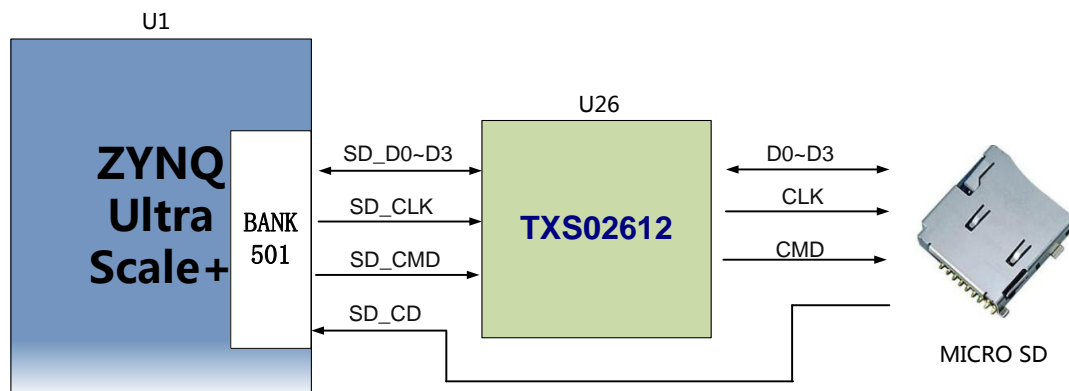 U1
U26
ZYNQ
Ultra
Scale+
BANK
501
SD_D0~D3
SD_CLK
SD_CMD
SD_CD
TXS02612
D0~D3
CLK
CMD
MICRO SD